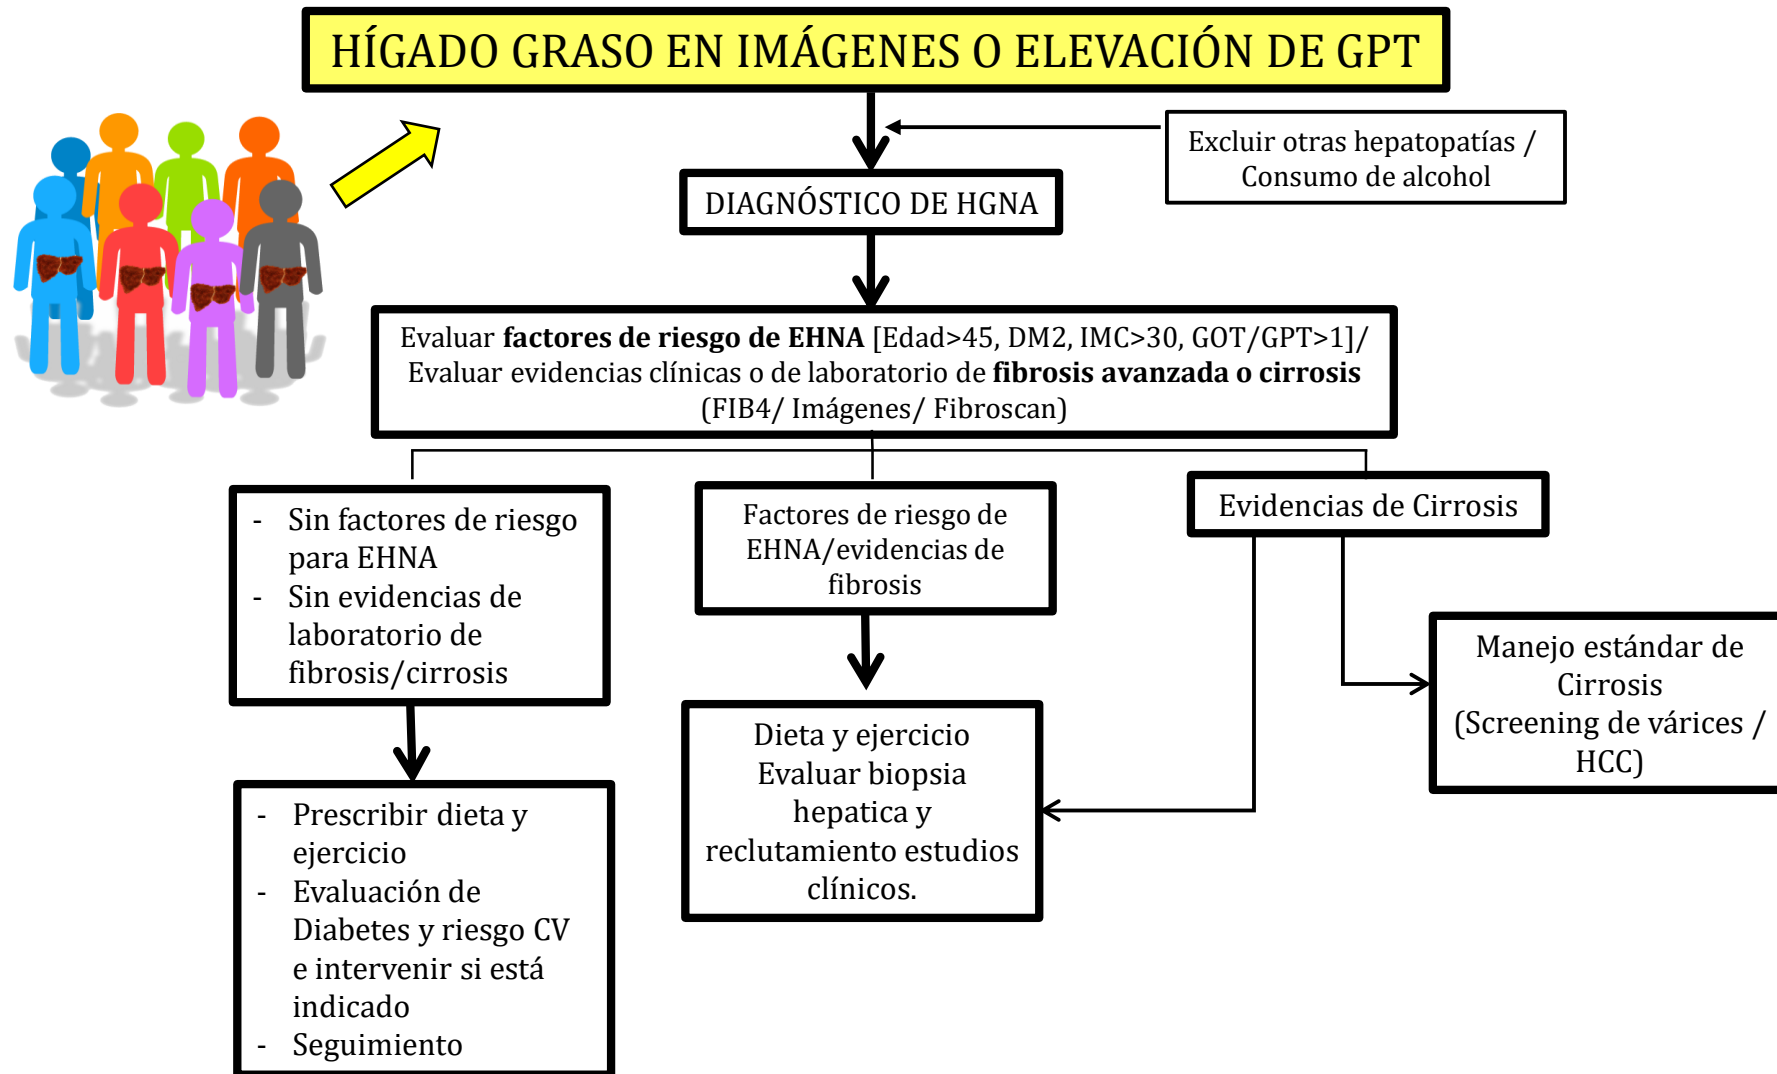 HÍGADO GRASO EN IMÁGENES O ELEVACIÓN DE GPT
Excluir otras hepatopatías /
Consumo de alcohol
DIAGNÓSTICO DE HGNA
Evaluar factores de riesgo de EHNA [Edad>45, DM2, IMC>30, GOT/GPT>1]/
Evaluar evidencias clínicas o de laboratorio de fibrosis avanzada o cirrosis
(FIB4/ Imágenes/ Fibroscan)
- Sin factores de riesgo
para EHNA
- Sin evidencias de
laboratorio de
fibrosis/cirrosis
Factores de riesgo de
EHNA/evidencias de
fibrosis
Evidencias de Cirrosis
Manejo estándar de
Cirrosis
(Screening de várices /
HCC)
Dieta y ejercicio
Evaluar biopsia
hepatica y
reclutamiento estudios
clínicos.
- Prescribir dieta y
ejercicio
- Evaluación de
Diabetes y riesgo CV
e intervenir si está
indicado
- Seguimiento